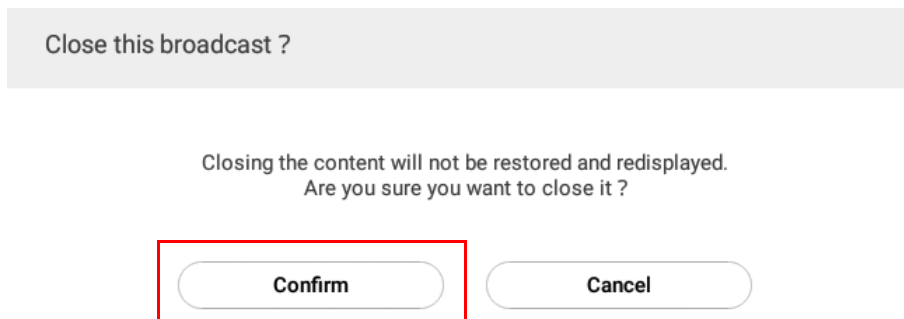 Close this broadcast ?
Closing the content will not be restored and redisplayed.
Are you sure you want to close it ?
Confirm
Cancel